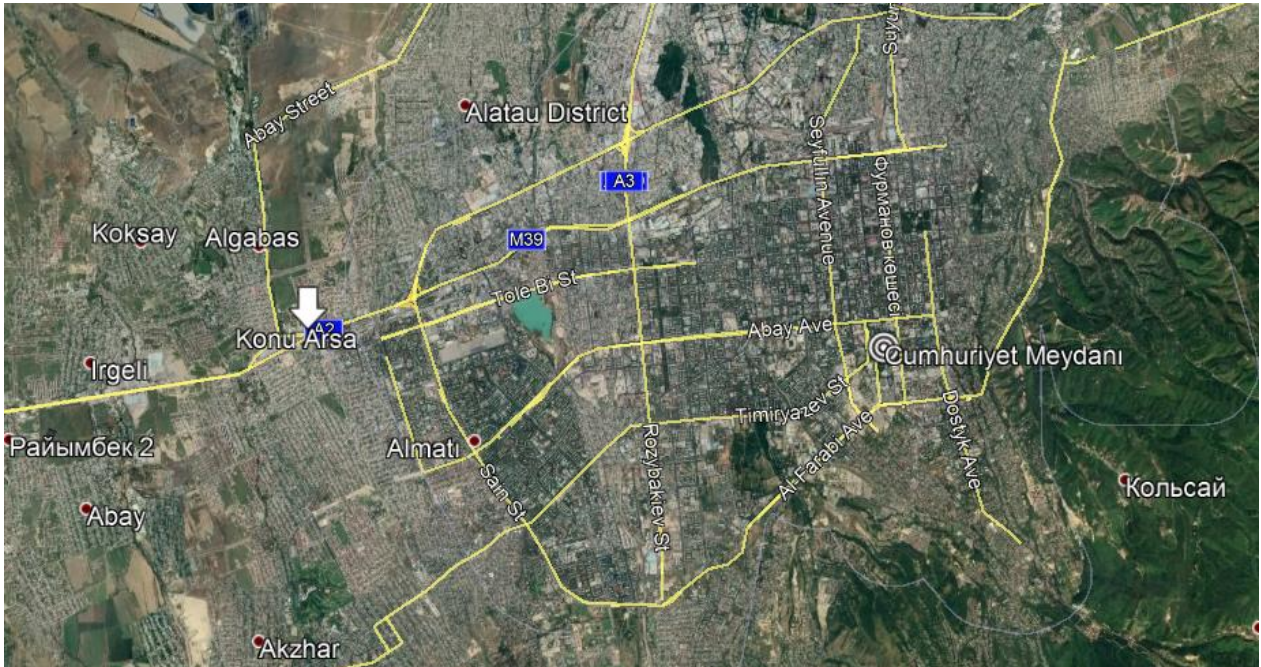 Abay Street
Alatau District
A3
Seyfullin Avenue
Фурманов көшесі
Koksay
Algabas
M39
Tole Bi St
A2
Konu Arsa
Abay Ave
Cumhuriyet Meydanı
Irgeli
Timiryazev St
Райымбек 2
Almatı
Sain St
Rozybakiev St
Al-Farabi Ave
Dostyk Ave
Кольсай
Abay
Akzhar